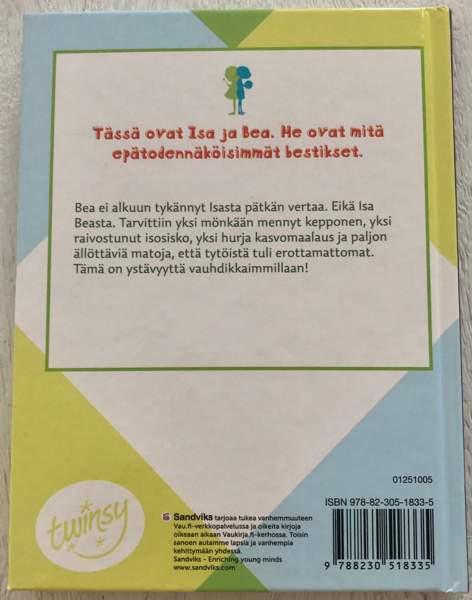 Tässä ovat Isa ja Bea. He ovat mitä
epätodennäköisimmät bestikset.
Bea ei alkuun tykännyt Isasta pätkän vertaa. Eikä Isa
Beasta. Tarvittiin yksi mönkään mennyt kepponen, yksi
raivostunut isosisko, yksi hurja kasvomaalaus ja paljon
ällöttäviä matoja, että tytöistä tuli erottamattomat.
Tämä on ystävyyttä vauhdikkaimmillaan!
01251005
ISBN 978-82-305-1833-5
twinsy
Sandviks tarjoaa tukea vanhemmuuteen
Vau.fi-verkkopalvelussa ja oikeita kirjoja
oikeaan aikaan Vaukirja.fi-kerhossa. Toisin
sanoen autamme lapsia ja vanhempia
kehittymään yhdessä.
Sandviks - Enriching young minds
www.sandviks.com
9 788230 518335